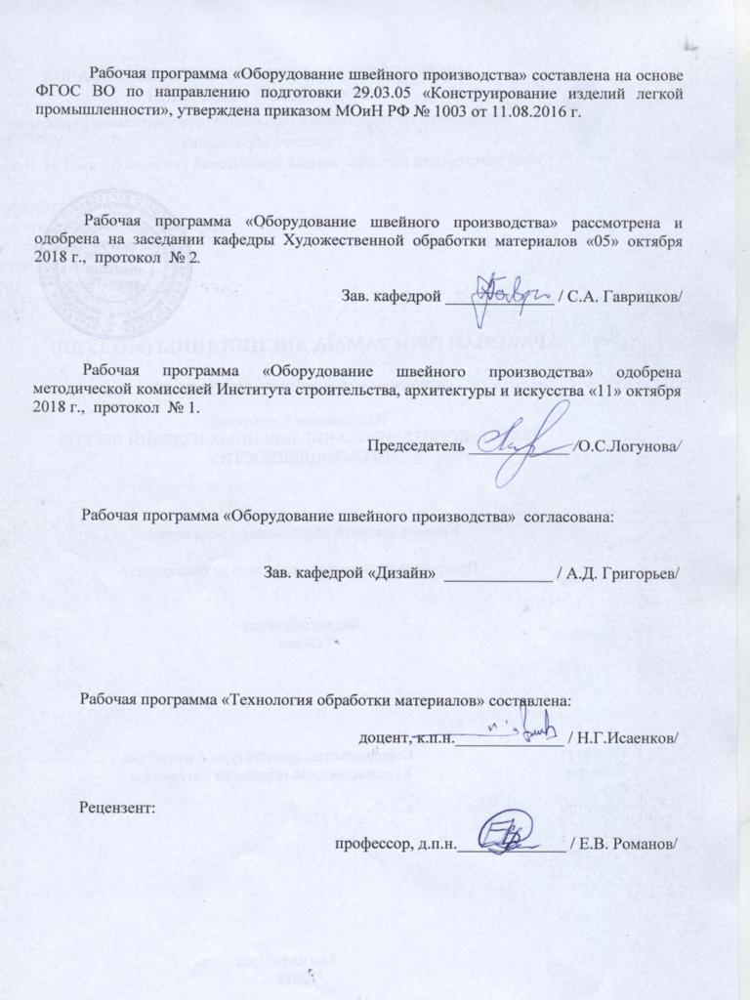 Рабочая программа «Оборудование швейного производства» составлена на основе
ФГОС ВО по направлению подготовки 29.03.05 «Конструирование изделий легкой
промышленности», утверждена приказом МОиН РФ № 1003 от 11.08.2016 г.
Рабочая программа «Оборудование швейного производства» рассмотрена и
одобрена на заседании кафедры Художественной обработки материалов «05» октября
2018 г., протокол № 2.
Зав. кафедрой ____________ / С.А. Гаврицков/
Рабочая программа «Оборудование швейного производства» одобрена
методической комиссией Института строительства, архитектуры и искусства «11» октября
2018 г., протокол № 1.
Председатель ____________ /О.С.Логунова/
Рабочая программа «Оборудование швейного производства» согласована:
Зав. кафедрой «Дизайн» ____________ / А.Д. Григорьев/
Рабочая программа «Технология обработки материалов» составлена:
доцент, к.п.н.____________ / Н.Г.Исаенков/
Рецензент:
профессор, д.п.н.____________ / Е.В. Романов/